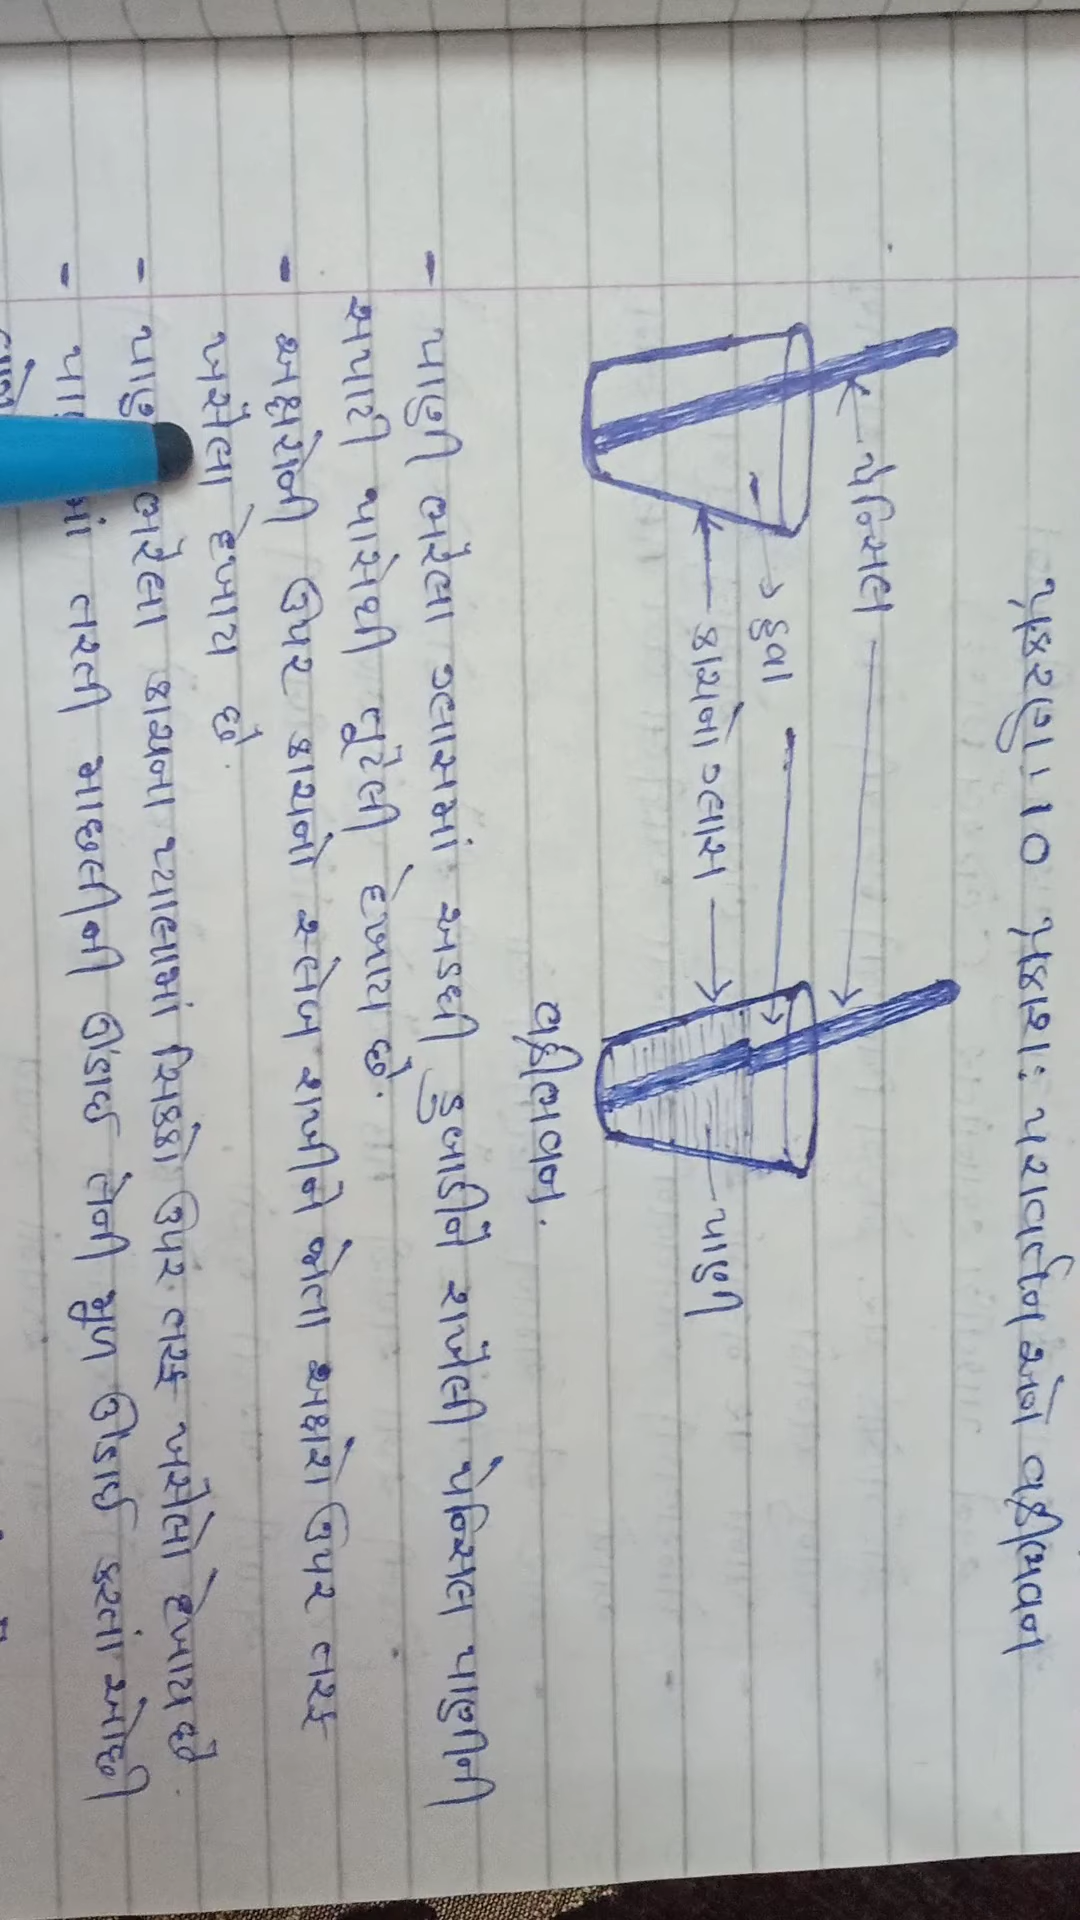 પ્રકરણ : 10 પ્રકાશ : પરાવર્તન અને વક્રીભવન
પેન્સિલ
હવા
કાચનો ગ્લાસ
પાણી
વક્રીભવન.
- પાણી ભરેલા ગ્લાસમાં અડધી ડુબાડીને રાખેલી પેન્સિલ પાણીની
સપાટી પાસેથી તૂટેલી દેખાય છે.
- અક્ષરોની ઉપર કાચનો સ્લેબ રાખીને જોતા અક્ષરો ઉપર તરફ
ખસેલા દેખાય છે.
- ભરેલા કાચના પ્યાલામાં સિક્કો ઉપર તરફ ખસેલો દેખાય છે.
- તરતી માછલીની ઊંડાઈ તેની મૂળ ઊંડાઈ કરતાં ઓછી